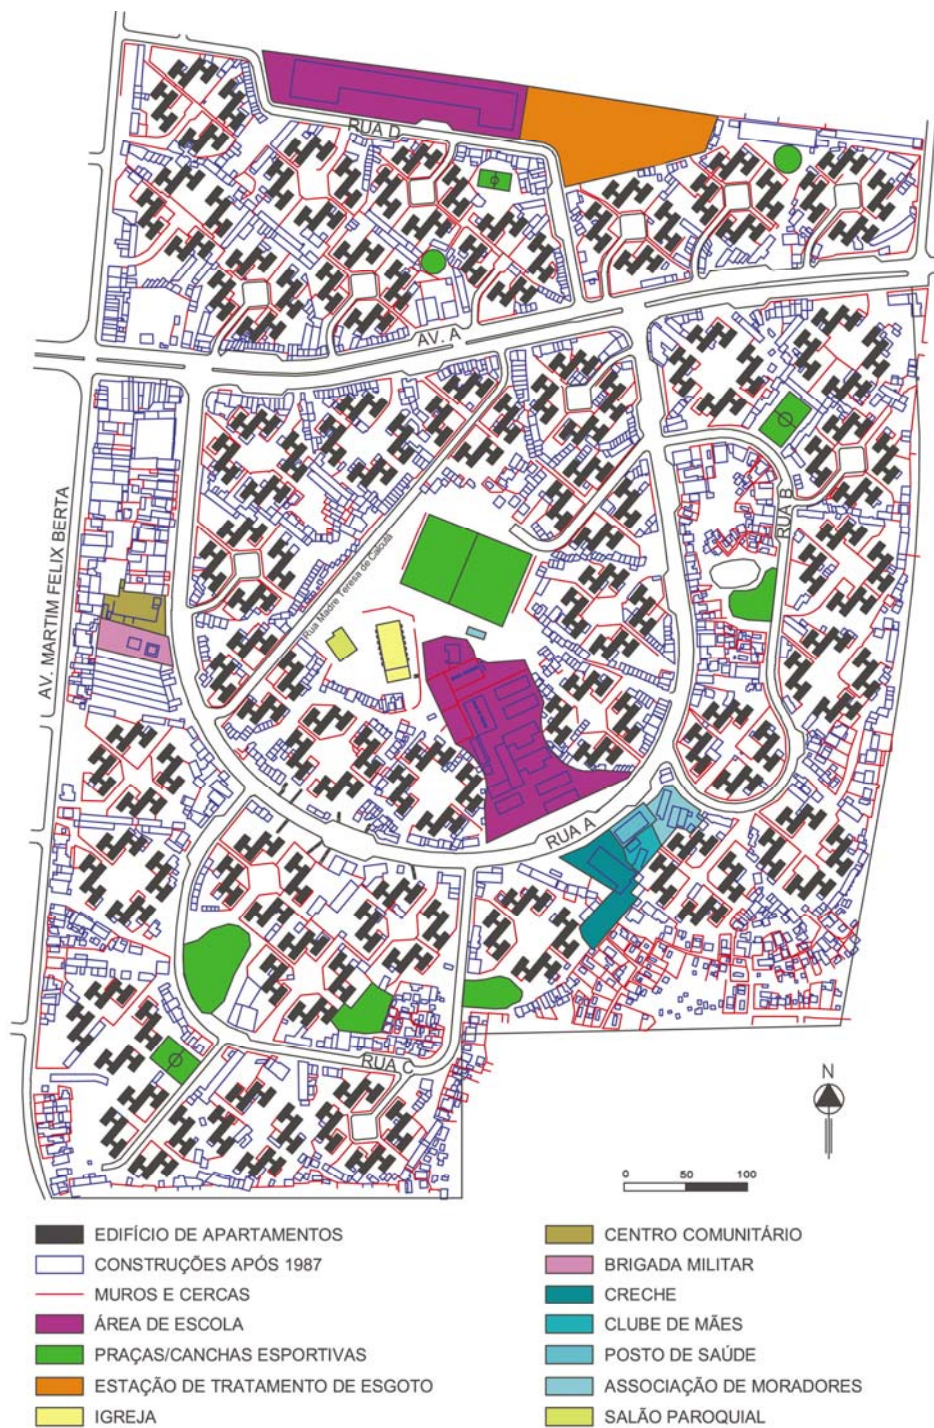 RUA D
AV. A
AV. MARTIM FELIX BERTA
RUA B
Rua Madre Teresa de Calcutá
RUA A
RUA C
N
0 50 100
EDIFÍCIO DE APARTAMENTOS
CONSTRUÇÕES APÓS 1987
MUROS E CERCAS
ÁREA DE ESCOLA
PRAÇAS/CANCHAS ESPORTIVAS
ESTAÇÃO DE TRATAMENTO DE ESGOTO
IGREJA
CENTRO COMUNITÁRIO
BRIGADA MILITAR
CRECHE
CLUBE DE MÃES
POSTO DE SAÚDE
ASSOCIAÇÃO DE MORADORES
SALÃO PAROQUIAL